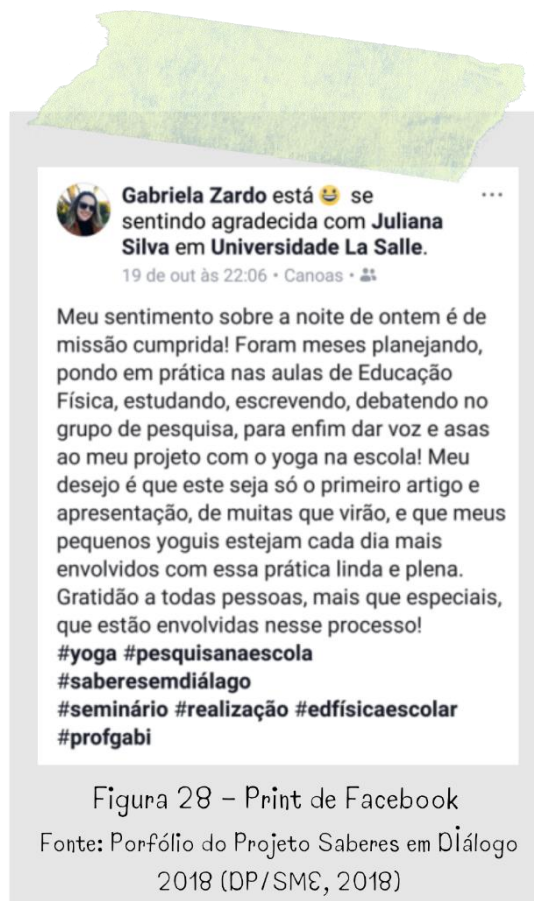 Gabriela Zardo está 😀 se
sentindo agradecida com Juliana
Silva em Universidade La Salle.
19 de out às 22:06 • Canoas •
Meu sentimento sobre a noite de ontem é de
missão cumprida! Foram meses planejando,
pondo em prática nas aulas de Educação
Física, estudando, escrevendo, debatendo no
grupo de pesquisa, para enfim dar voz e asas
ao meu projeto com o yoga na escola! Meu
desejo é que este seja só o primeiro artigo e
apresentação, de muitas que virão, e que meus
pequenos yoguis estejam cada dia mais
envolvidos com essa prática linda e plena.
Gratidão a todas pessoas, mais que especiais,
que estão envolvidas nesse processo!
#yoga #pesquisanaescola
#saberesemdiálago
#seminário #realização #edfísicaescolar
#profgabi
Figura 28 – Print de Facebook
Fonte: Porfólio do Projeto Saberes em Diálogo
2018 (DP/SME, 2018)